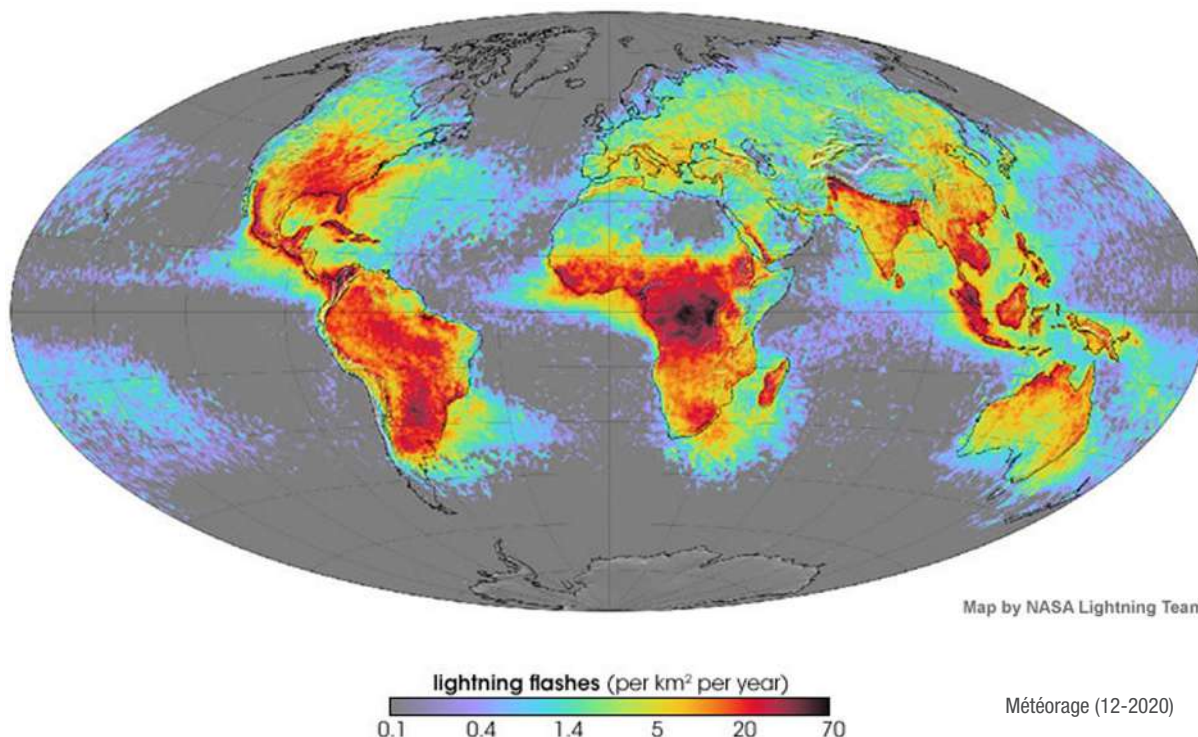 Map by NASA Lightning Team
lightning flashes (per km² per year)
0.1 0.4 1.4 5 20 70
Météorage (12-2020)